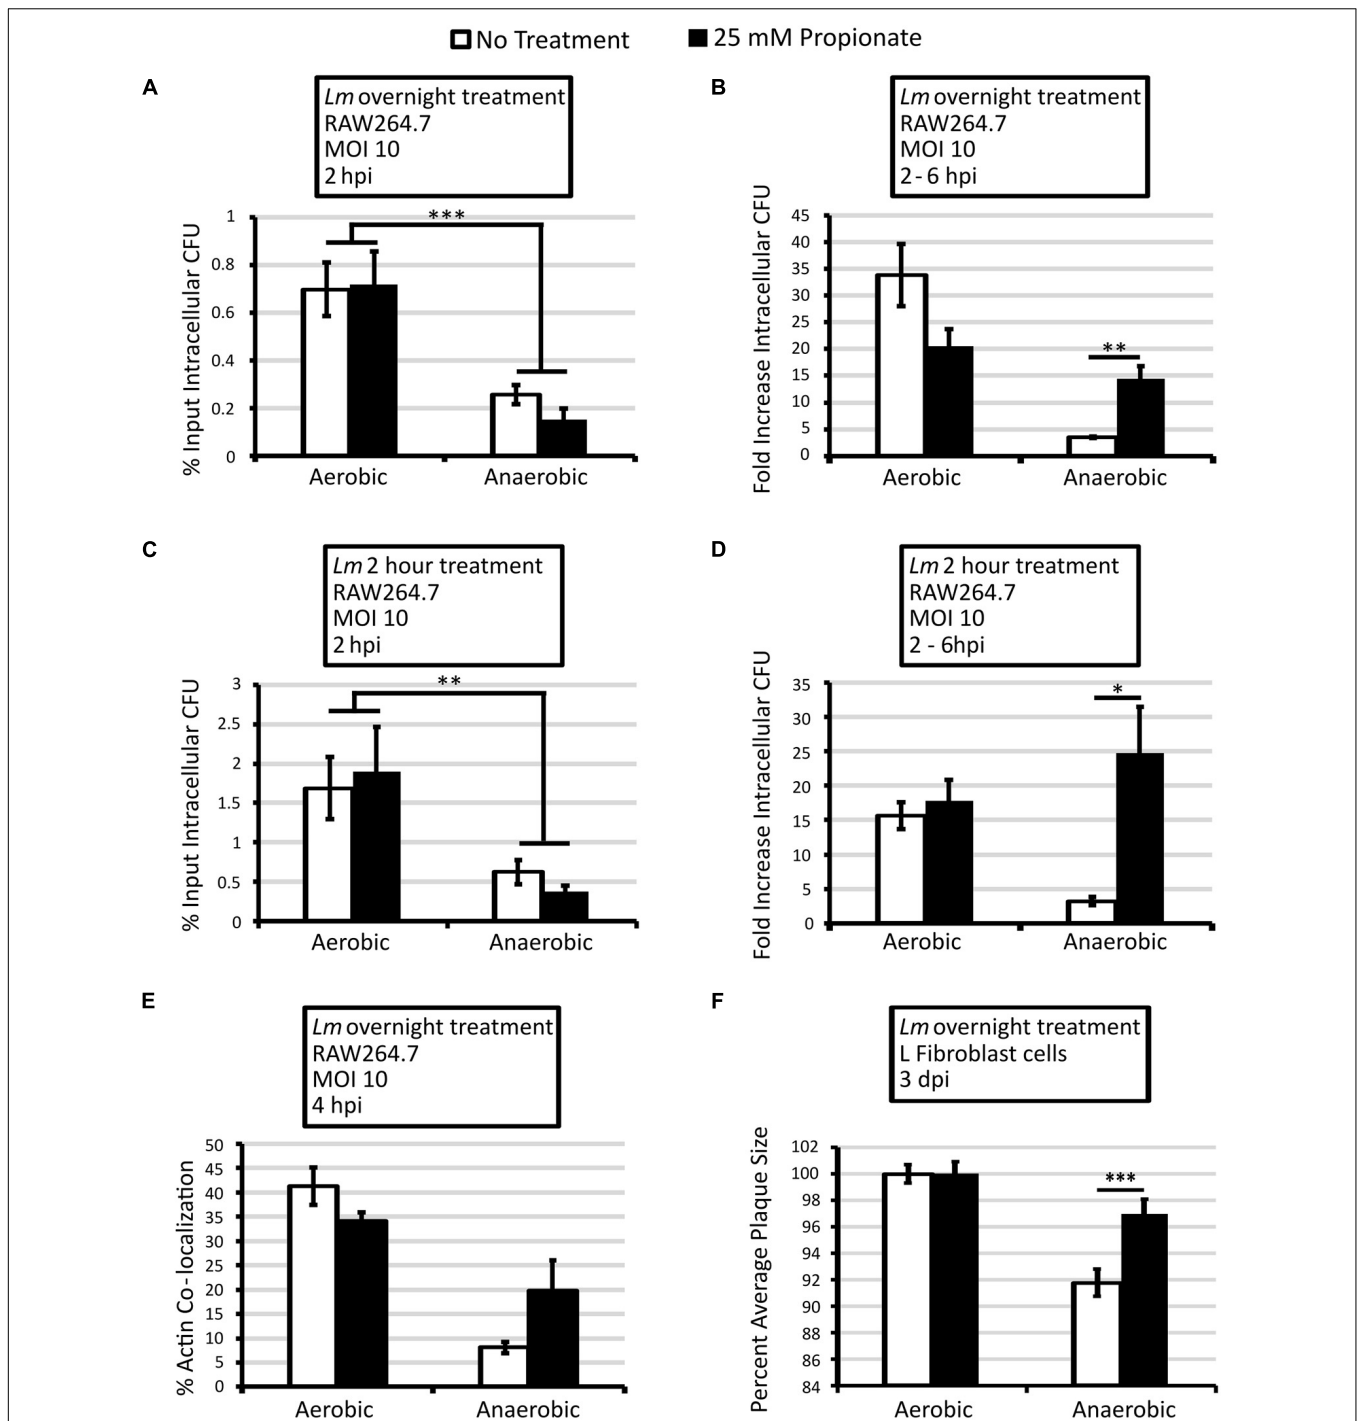 No Treatment 25 mM Propionate
A
Lm overnight treatment
RAW264.7
MOI 10
2 hpi
% Input Intracellular CFU
1
0.8
0.6
0.4
0.2
0
***
Aerobic Anaerobic
B
Lm overnight treatment
RAW264.7
MOI 10
2 - 6 hpi
Fold Increase Intracellular CFU
45
40
35
30
25
20
15
10
5
0
**
Aerobic Anaerobic
C
Lm 2 hour treatment
RAW264.7
MOI 10
2 hpi
% Input Intracellular CFU
3
2.5
2
1.5
1
0.5
0
**
Aerobic Anaerobic
D
Lm 2 hour treatment
RAW264.7
MOI 10
2 - 6hpi
Fold Increase Intracellular CFU
35
30
25
20
15
10
5
0
*
Aerobic Anaerobic
E
Lm overnight treatment
RAW264.7
MOI 10
4 hpi
% Actin Co-localization
50
45
40
35
30
25
20
15
10
5
0
Aerobic Anaerobic
F
Lm overnight treatment
L Fibroblast cells
3 dpi
Percent Average Plaque Size
102
100
98
96
94
92
90
88
86
84
***
Aerobic Anaerobic